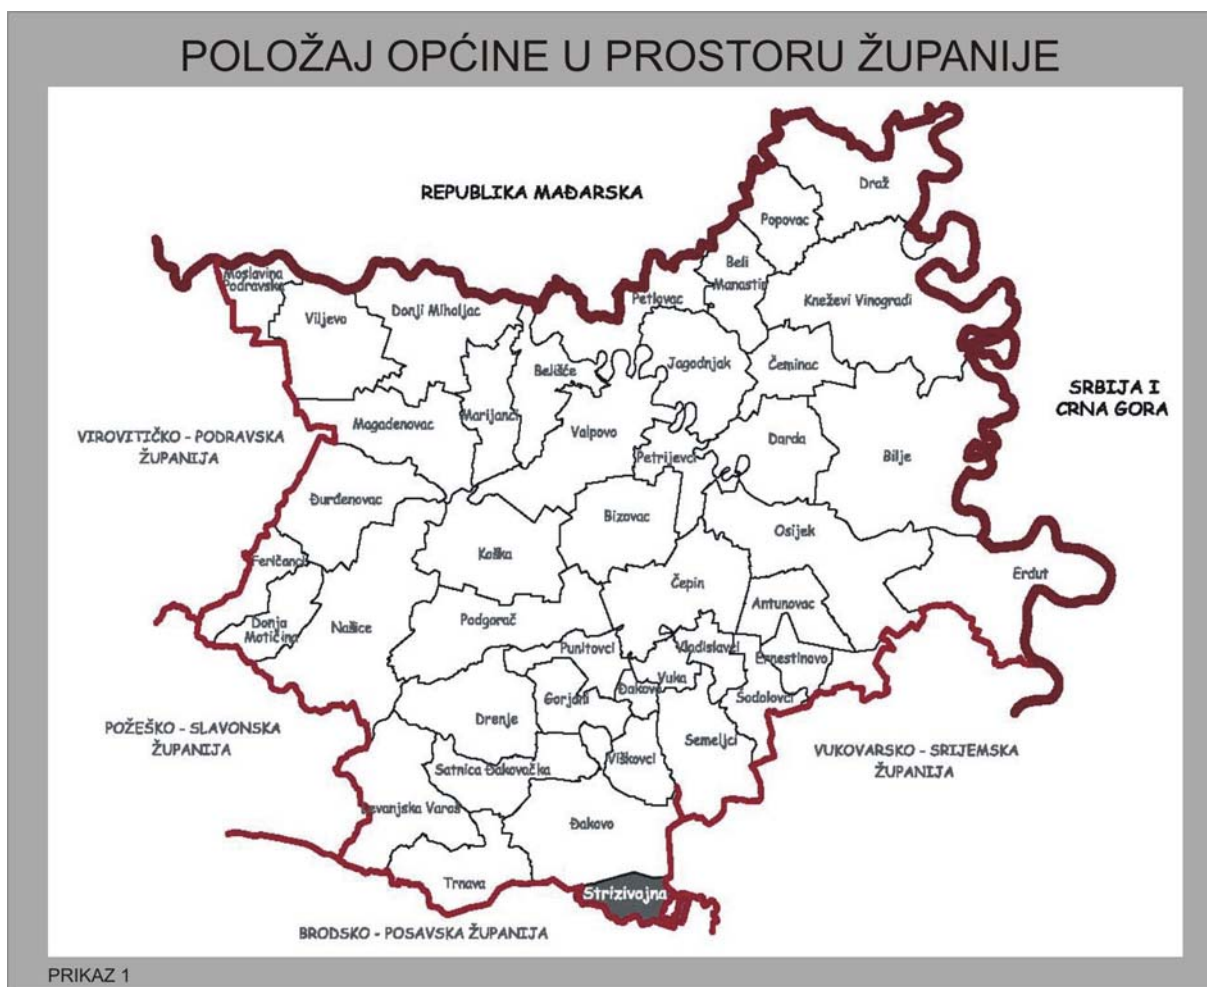 POLOŽAJ OPĆINE U PROSTORU ŽUPANIJE
REPUBLIKA MAĐARSKA
SRBIJA I
CRNA GORA
VIROVITIČKO - PODRAVSKA
ŽUPANIJA
POŽEŠKO - SLAVONSKA
ŽUPANIJA
VUKOVARSKO - SRIJEMSKA
ŽUPANIJA
BRODSKO - POSAVSKA ŽUPANIJA
Draž
Popovac
Beli
Manastir
Kneževi Vinogradi
Petlovac
Moslavina
Podravska
Viljevo
Donji Miholjac
Belišće
Jagodnjak
Čeminac
Magadenovac
Marijanci
Valpovo
Darda
Bilje
Petrijevci
Đurđenovac
Bizovac
Osijek
Koška
Feričanci
Čepin
Erdut
Antunovac
Donja
Motičina
Našice
Podgorač
Punitovci
Vladislavci
Ernestinovo
Vuka
Đakovo
Gorjani
Šodolovci
Drenje
Semeljci
Viškovci
Satnica Đakovačka
Levanjska Varoš
Đakovo
Trnava
Strizivojna
PRIKAZ 1